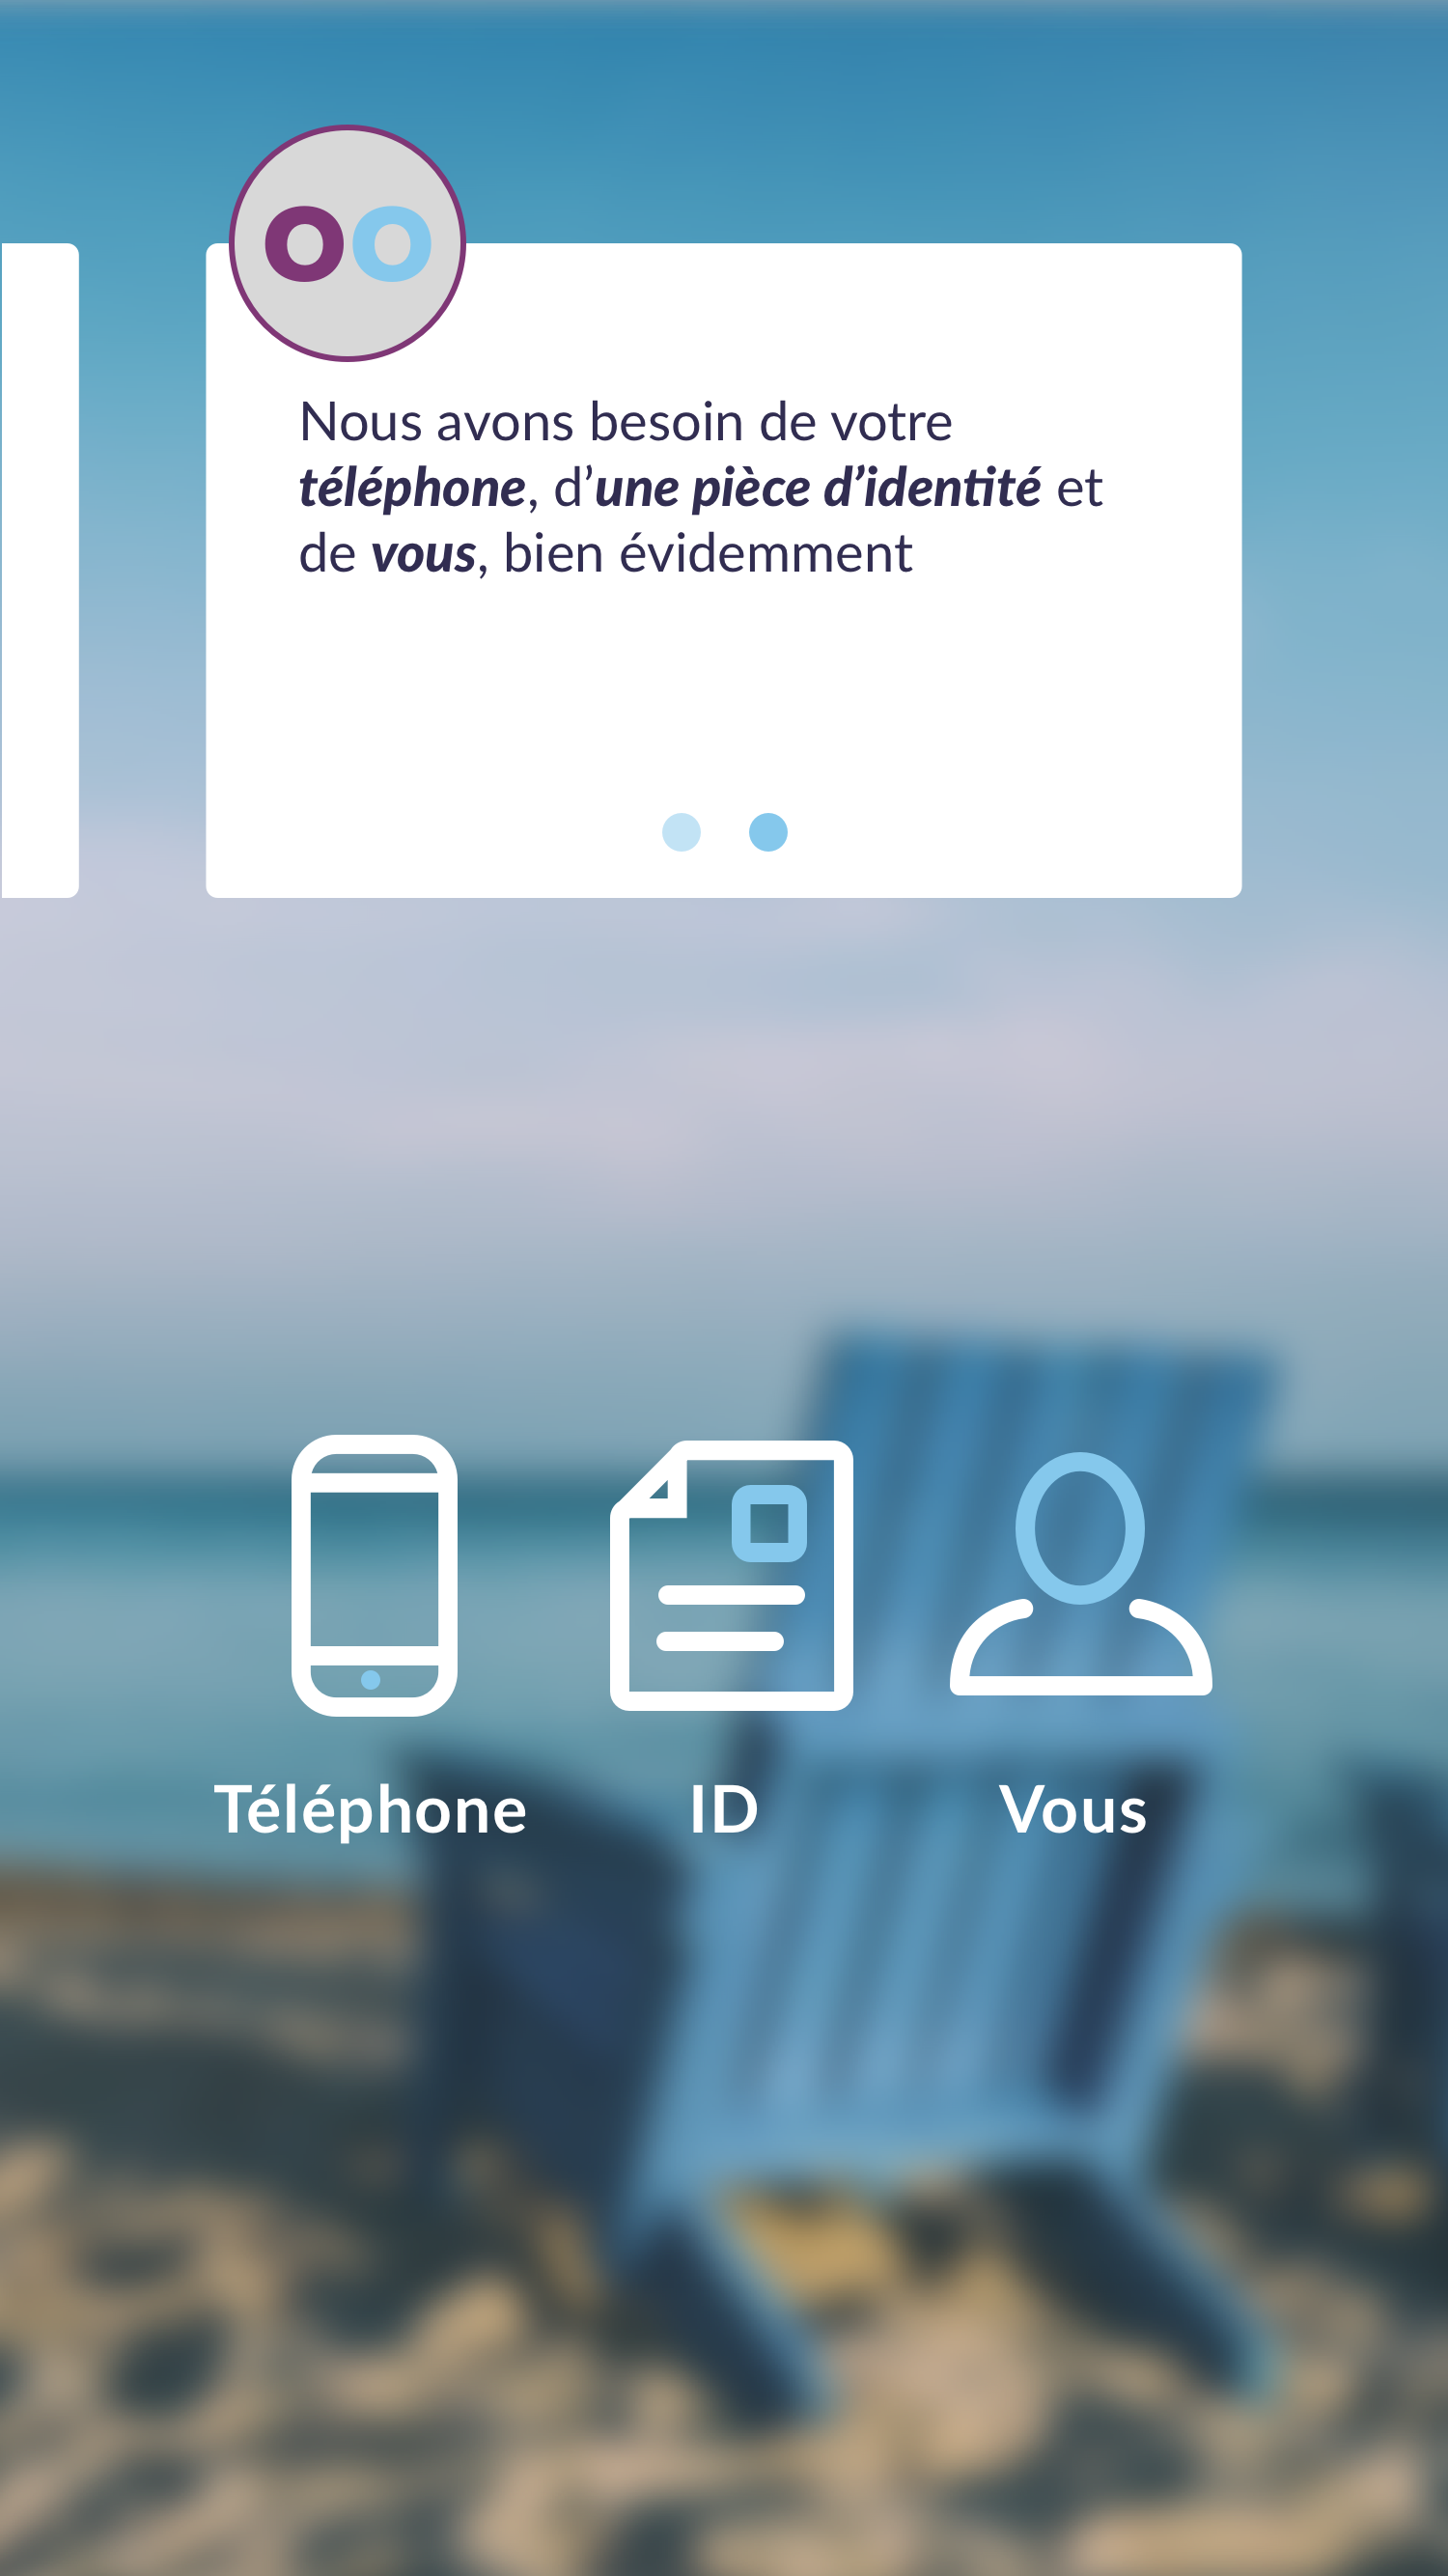 oo
Nous avons besoin de votre
téléphone, d’une pièce d’identité et
de vous, bien évidemment
Téléphone
ID
Vous